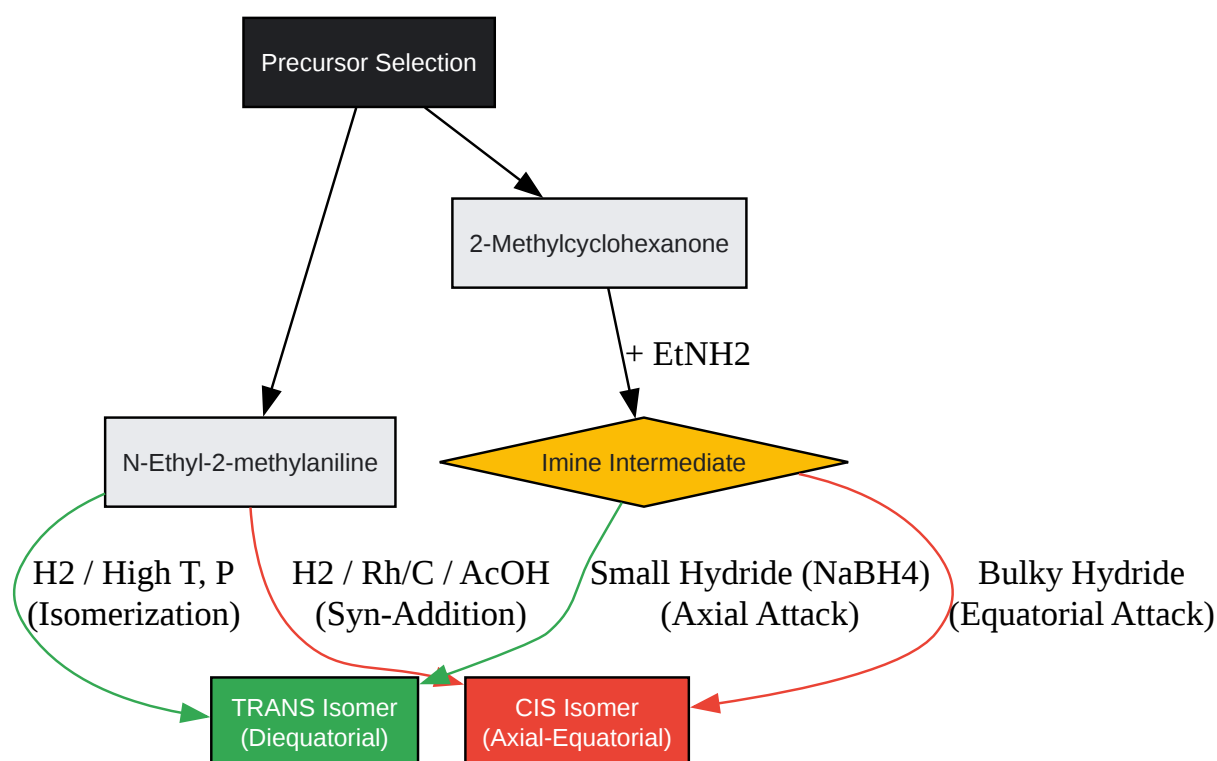 Precursor Selection
2-Methylcyclohexanone
+ EtNH2
N-Ethyl-2-methylaniline
Imine Intermediate
H2 / High T, P
(Isomerization)
H2 / Rh/C / AcOH
(Syn-Addition)
Small Hydride (NaBH4)
(Axial Attack)
Bulky Hydride
(Equatorial Attack)
TRANS Isomer
(Diequatorial)
CIS Isomer
(Axial-Equatorial)